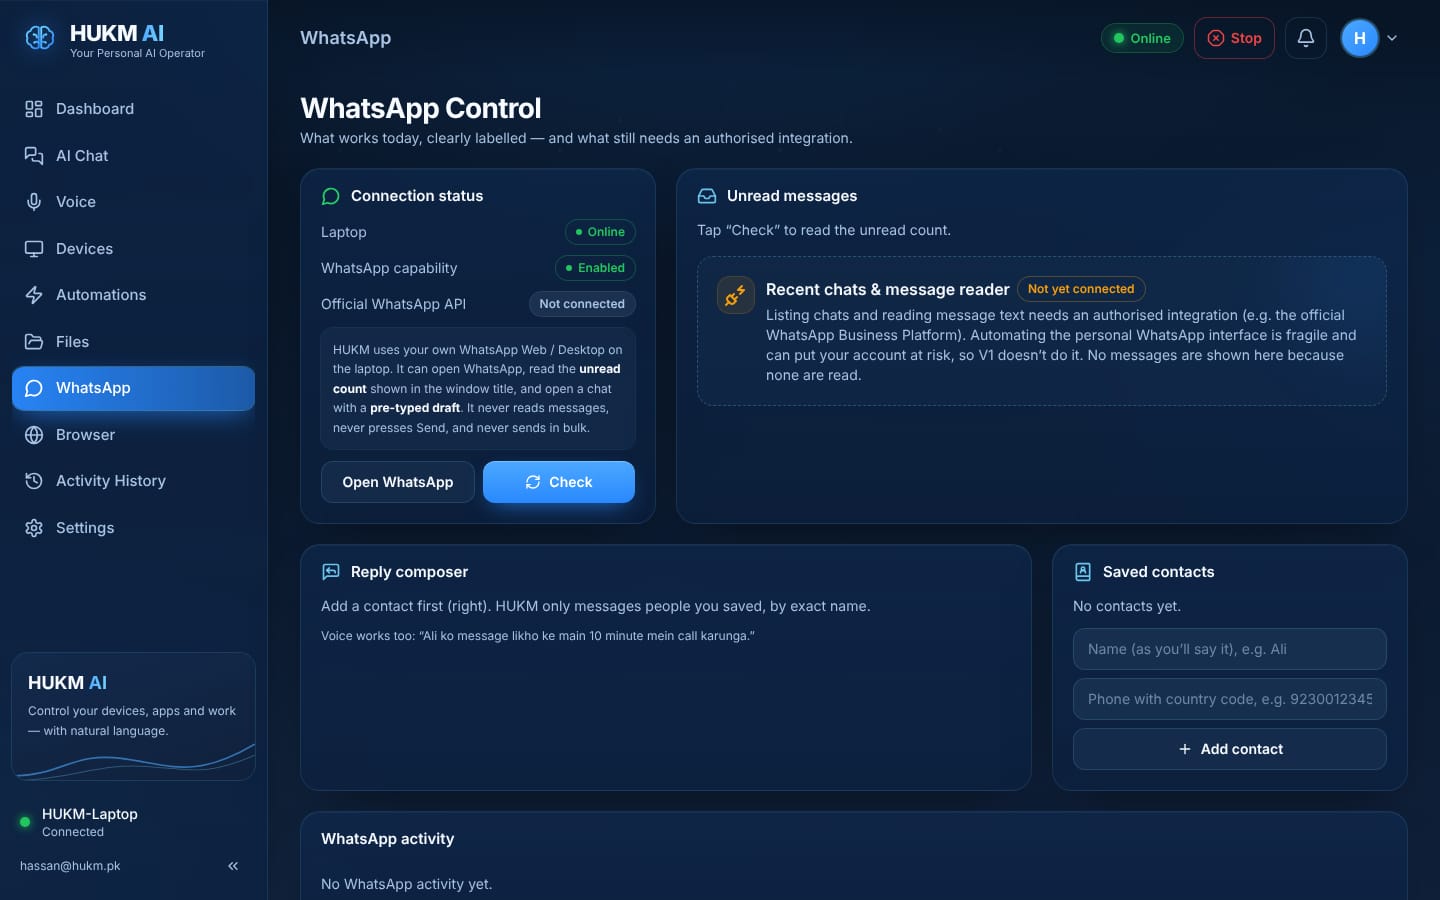 HUKM AI
Your Personal AI Operator
Dashboard
AI Chat
Voice
Devices
Automations
Files
WhatsApp
Browser
Activity History
Settings
HUKM AI
Control your devices, apps and work
— with natural language.
HUKM-Laptop
Connected
hassan@hukm.pk
WhatsApp
Online
Stop
H
WhatsApp Control
What works today, clearly labelled — and what still needs an authorised integration.
Connection status
Laptop
Online
WhatsApp capability
Enabled
Official WhatsApp API
Not connected
HUKM uses your own WhatsApp Web / Desktop on
the laptop. It can open WhatsApp, read the unread
count shown in the window title, and open a chat
with a pre-typed draft. It never reads messages,
never presses Send, and never sends in bulk.
Open WhatsApp
Check
Unread messages
Tap “Check” to read the unread count.
Recent chats & message reader
Not yet connected
Listing chats and reading message text needs an authorised integration (e.g. the official
WhatsApp Business Platform). Automating the personal WhatsApp interface is fragile and
can put your account at risk, so V1 doesn’t do it. No messages are shown here because
none are read.
Reply composer
Add a contact first (right). HUKM only messages people you saved, by exact name.
Voice works too: “Ali ko message likho ke main 10 minute mein call karunga.”
Saved contacts
No contacts yet.
Name (as you’ll say it), e.g. Ali
Phone with country code, e.g. 9230012345
Add contact
WhatsApp activity
No WhatsApp activity yet.